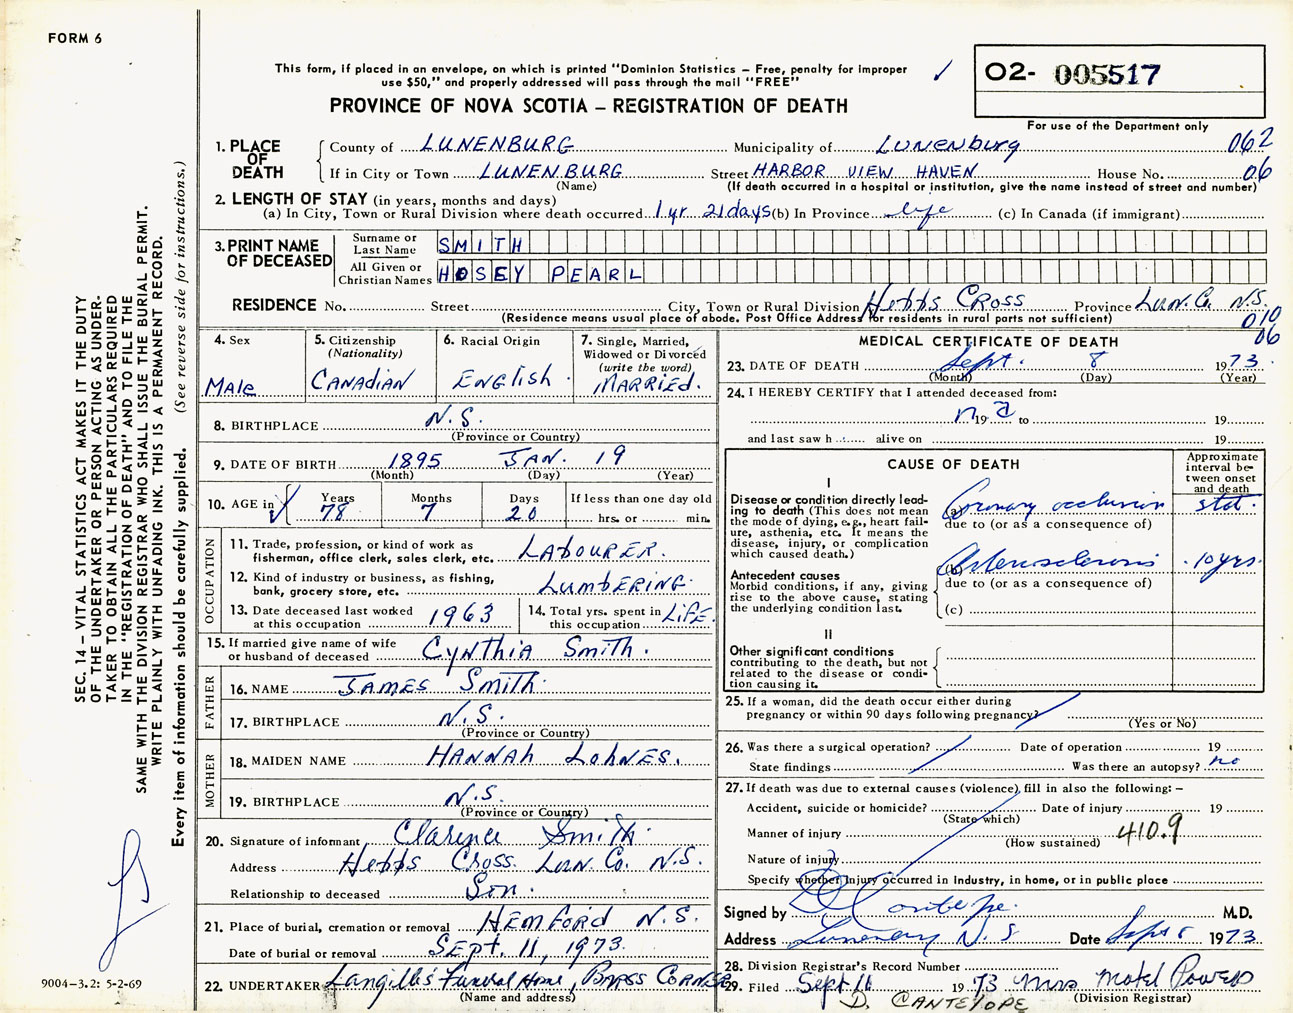 FORM 6
This form, if placed in an envelope, on which is printed "Dominion Statistics – Free, penalty for improper
use $50," and properly addressed will pass through the mail "FREE"
✓
O2- 005517
PROVINCE OF NOVA SCOTIA – REGISTRATION OF DEATH
For use of the Department only
1. PLACE OF DEATH
County of LUNENBURG Municipality of Lunenburg 062
If in City or Town LUNENBURG Street HARBOR VIEW HAVEN House No. 06
(Name) (If death occurred in a hospital or institution, give the name instead of street and number)
2. LENGTH OF STAY (in years, months and days)
(a) In City, Town or Rural Division where death occurred 1 yr 21 days (b) In Province life (c) In Canada (if immigrant)
3. PRINT NAME OF DECEASED
Surname or Last Name SMITH
All Given or Christian Names HOSEY PEARL
RESIDENCE No. Street City, Town or Rural Division Hebbs CROSS Province Lun. Co. N.S.
(Residence means usual place of abode. Post Office Address for residents in rural parts not sufficient)
010
06
4. Sex
Male
5. Citizenship
(Nationality)
CANADIAN
6. Racial Origin
ENGLISH
7. Single, Married,
Widowed or Divorced
(write the word)
MARRIED.
8. BIRTHPLACE N.S.
(Province or Country)
9. DATE OF BIRTH 1895 JAN. 19
(Month) (Day) (Year)
10. AGE in ✓ Years Months Days If less than one day old
78 7 20 hrs. or min.
OCCUPATION
11. Trade, profession, or kind of work as
fisherman, office clerk, sales clerk, etc. LABOURER.
12. Kind of industry or business, as fishing,
bank, grocery store, etc. LUMBERING
13. Date deceased last worked
at this occupation 1963
14. Total yrs. spent in
this occupation LIFE.
15. If married give name of wife
or husband of deceased CYNTHIA SMITH.
FATHER
16. NAME JAMES SMITH
17. BIRTHPLACE N.S.
(Province or Country)
MOTHER
18. MAIDEN NAME HANNAH LOHNES.
19. BIRTHPLACE N.S.
(Province or Country)
20. Signature of informant Clarence Smith
Address Hebbs Cross. Lun. Co. N.S.
Relationship to deceased Son.
21. Place of burial, cremation or removal HEMFORD N.S.
Date of burial or removal SEPT. 11, 1973
22. UNDERTAKER Langille's Funeral Home,
(Name and address)
MEDICAL CERTIFICATE OF DEATH
23. DATE OF DEATH Sept. 8 1973
(Month) (Day) (Year)
24. I HEREBY CERTIFY that I attended deceased from:
19 to 19
and last saw h alive on 19
CAUSE OF DEATH
Approximate
interval be-
tween onset
and death
I
Disease or condition directly lead-
ing to death (This does not mean
the mode of dying, e.g., heart fail-
ure, asthenia, etc. It means the
disease, injury, or complication
which caused death.)
(a) Coronary occlusion stat.
due to (or as a consequence of)
Antecedent causes
Morbid conditions, if any, giving
rise to the above cause, stating
the underlying condition last.
(b) Arteriosclerosis 10 yrs.
due to (or as a consequence of)
(c)
II
Other significant conditions
contributing to the death, but not
related to the disease or condi-
tion causing it.
25. If a woman, did the death occur either during
pregnancy or within 90 days following pregnancy?
(Yes or No)
26. Was there a surgical operation? Date of operation 19
State findings Was there an autopsy? no
27. If death was due to external causes (violence), fill in also the following: –
Accident, suicide or homicide? Date of injury 19
(State which)
Manner of injury
(How sustained)
410.9
Nature of injury
Specify whether injury occurred in industry, in home, or in public place
Signed by M.D.
Address Lunenburg N.S Date Sept 1973
28. Division Registrar's Record Number
29. Filed Sept 1973 Mrs Powers
D. CANTELOPE
(Division Registrar)
SEC. 14 – VITAL STATISTICS ACT MAKES IT THE DUTY
OF THE UNDERTAKER OR PERSON ACTING AS UNDER-
TAKER TO OBTAIN ALL THE PARTICULARS REQUIRED
IN THE "REGISTRATION OF DEATH" AND TO FILE THE
SAME WITH THE DIVISION REGISTRAR WHO SHALL ISSUE THE BURIAL PERMIT.
WRITE PLAINLY WITH UNFADING INK. THIS IS A PERMANENT RECORD.
Every item of information should be carefully supplied. (See reverse side for instructions.)
9004–3.2: 5-2-69